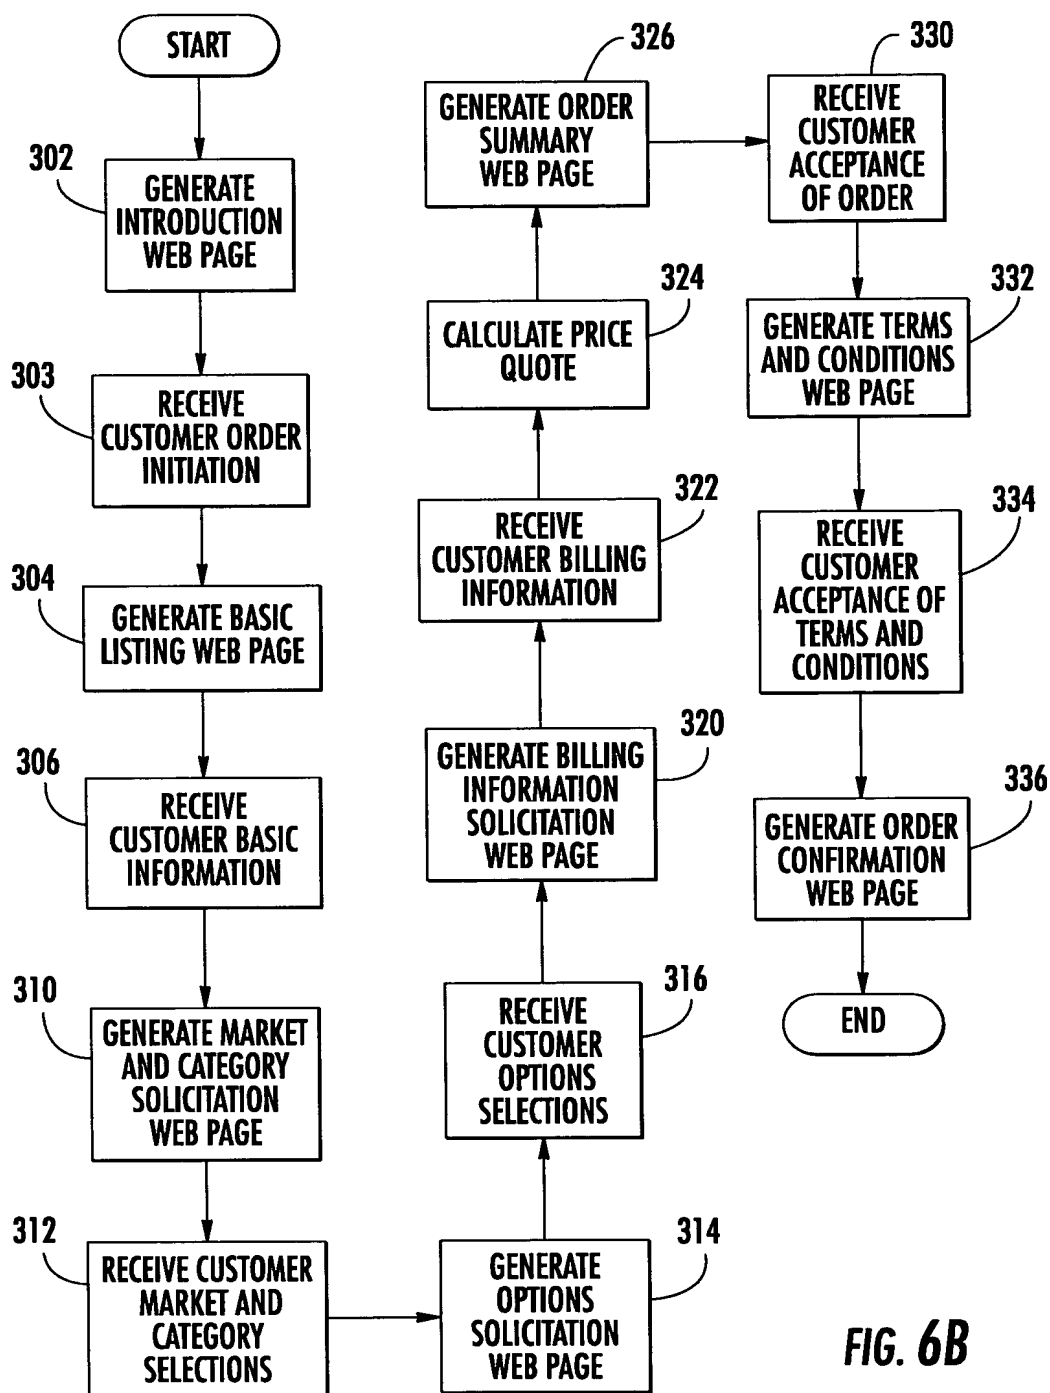 START
302
GENERATE
INTRODUCTION
WEB PAGE
303
RECEIVE
CUSTOMER ORDER
INITIATION
304
GENERATE BASIC
LISTING WEB PAGE
306
RECEIVE
CUSTOMER BASIC
INFORMATION
310
GENERATE MARKET
AND CATEGORY
SOLICITATION
WEB PAGE
312
RECEIVE CUSTOMER
MARKET AND
CATEGORY
SELECTIONS
314
GENERATE
OPTIONS
SOLICITATION
WEB PAGE
316
RECEIVE
CUSTOMER
OPTIONS
SELECTIONS
320
GENERATE BILLING
INFORMATION
SOLICITATION
WEB PAGE
322
RECEIVE
CUSTOMER BILLING
INFORMATION
324
CALCULATE PRICE
QUOTE
326
GENERATE ORDER
SUMMARY
WEB PAGE
330
RECEIVE
CUSTOMER
ACCEPTANCE
OF ORDER
332
GENERATE TERMS
AND CONDITIONS
WEB PAGE
334
RECEIVE
CUSTOMER
ACCEPTANCE OF
TERMS AND
CONDITIONS
336
GENERATE ORDER
CONFIRMATION
WEB PAGE
END
FIG. 6B